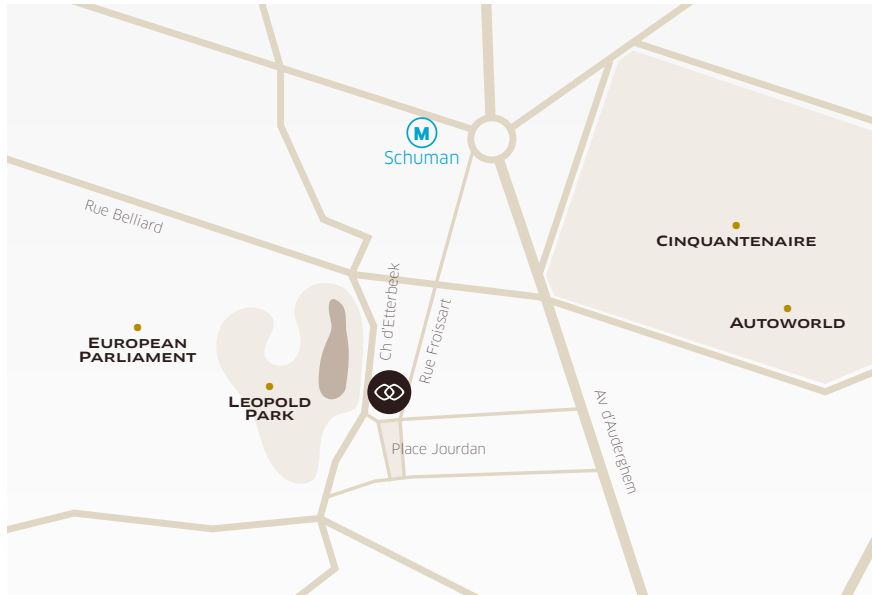 M
Schuman
Rue Belliard
CINQUANTENAIRE
Ch d'Etterbeek
Rue Froissart
EUROPEAN
PARLIAMENT
AUTOWORLD
LEOPOLD
PARK
Place Jourdan
Av d'Auderghem